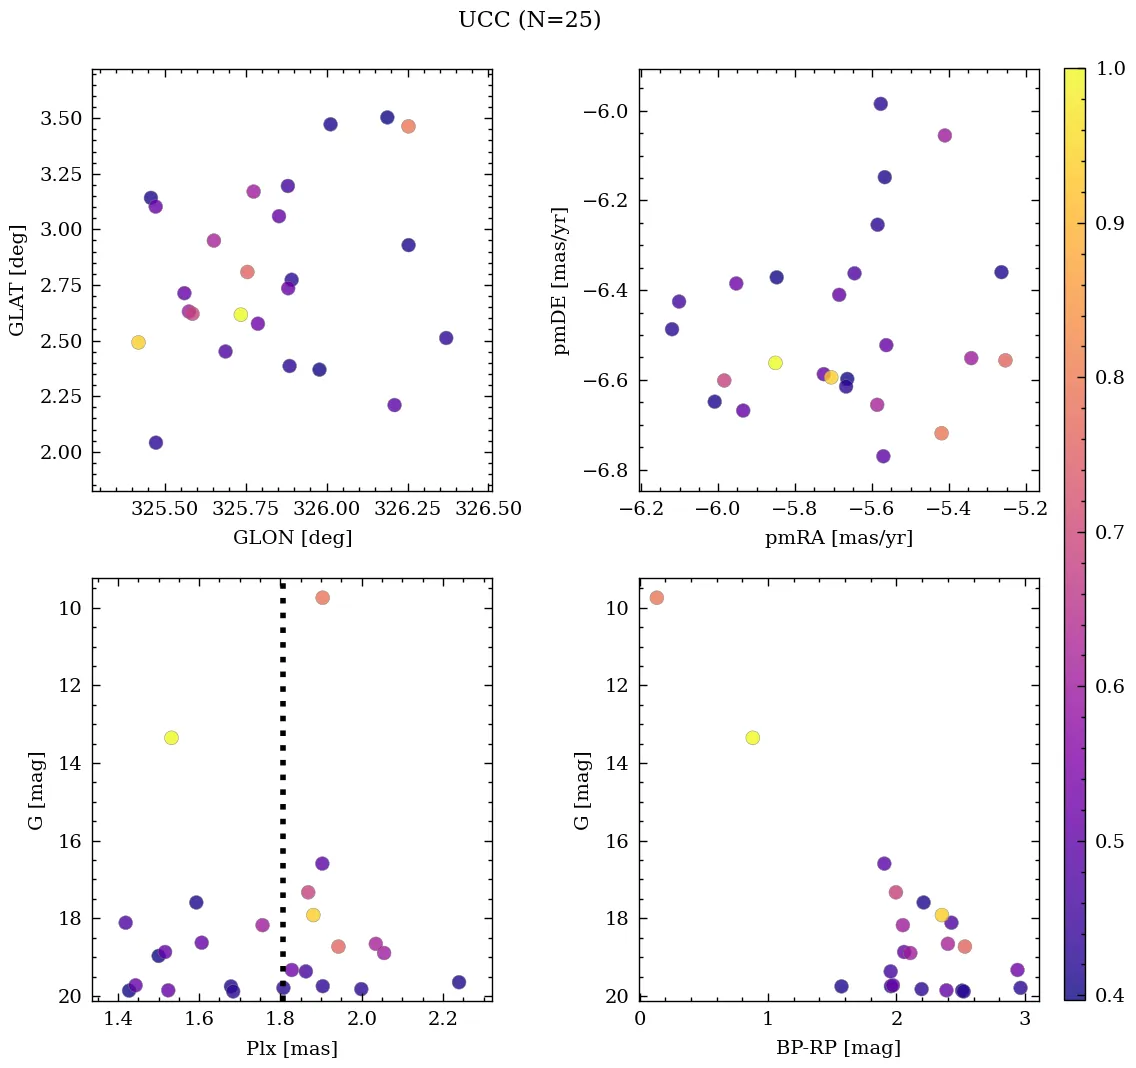 UCC (N=25)
3.50
3.25
3.00
2.75
2.50
2.25
2.00
GLAT [deg]
325.50 325.75 326.00 326.25 326.50
GLON [deg]
−6.0
−6.2
−6.4
−6.6
−6.8
pmDE [mas/yr]
−6.2 −6.0 −5.8 −5.6 −5.4 −5.2
pmRA [mas/yr]
10
12
14
16
18
20
G [mag]
1.4 1.6 1.8 2.0 2.2
Plx [mas]
10
12
14
16
18
20
G [mag]
0 1 2 3
BP-RP [mag]
1.0
0.9
0.8
0.7
0.6
0.5
0.4